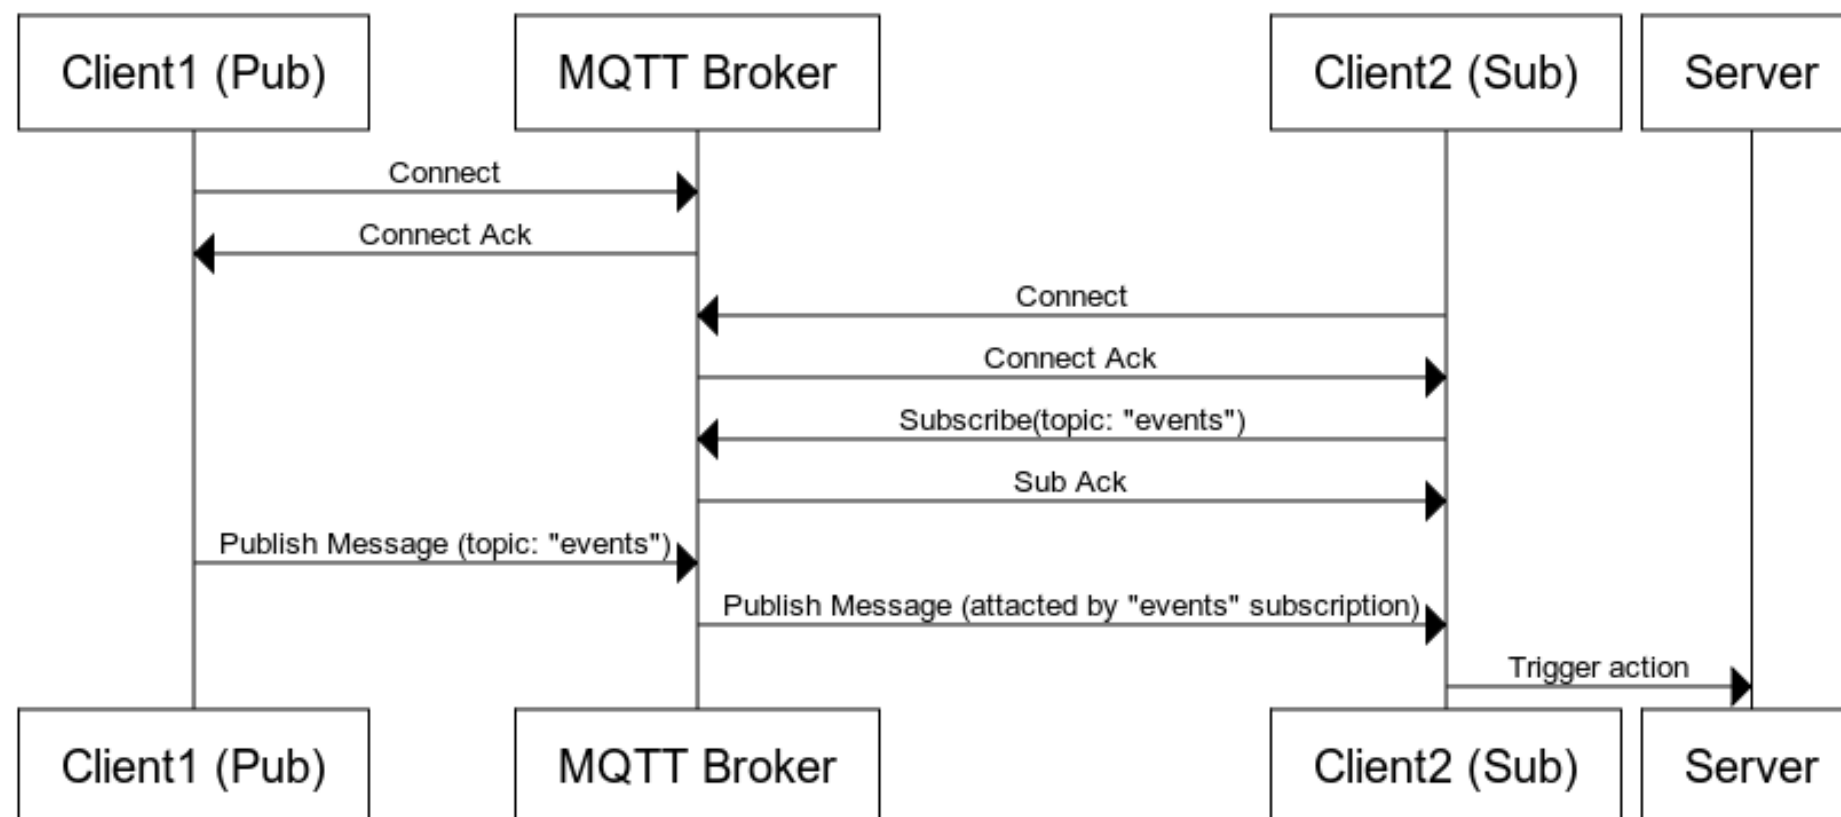 Client1 (Pub)
MQTT Broker
Client2 (Sub)
Server
Connect
Connect Ack
Connect
Connect Ack
Subscribe(topic: "events")
Sub Ack
Publish Message (topic: "events")
Publish Message (attacted by "events" subscription)
Trigger action
Client1 (Pub)
MQTT Broker
Client2 (Sub)
Server